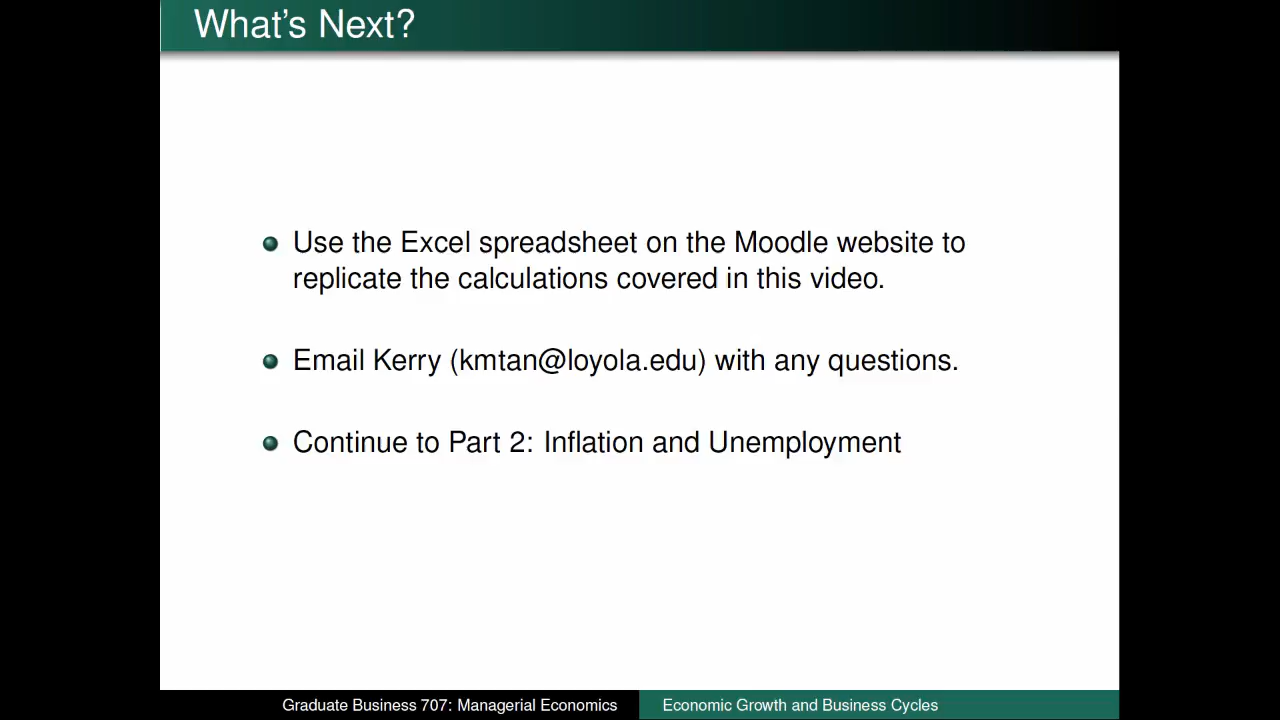 What's Next?
Use the Excel spreadsheet on the Moodle website to
replicate the calculations covered in this video.
Email Kerry (kmtan@loyola.edu) with any questions.
Continue to Part 2: Inflation and Unemployment
Graduate Business 707: Managerial Economics
Economic Growth and Business Cycles